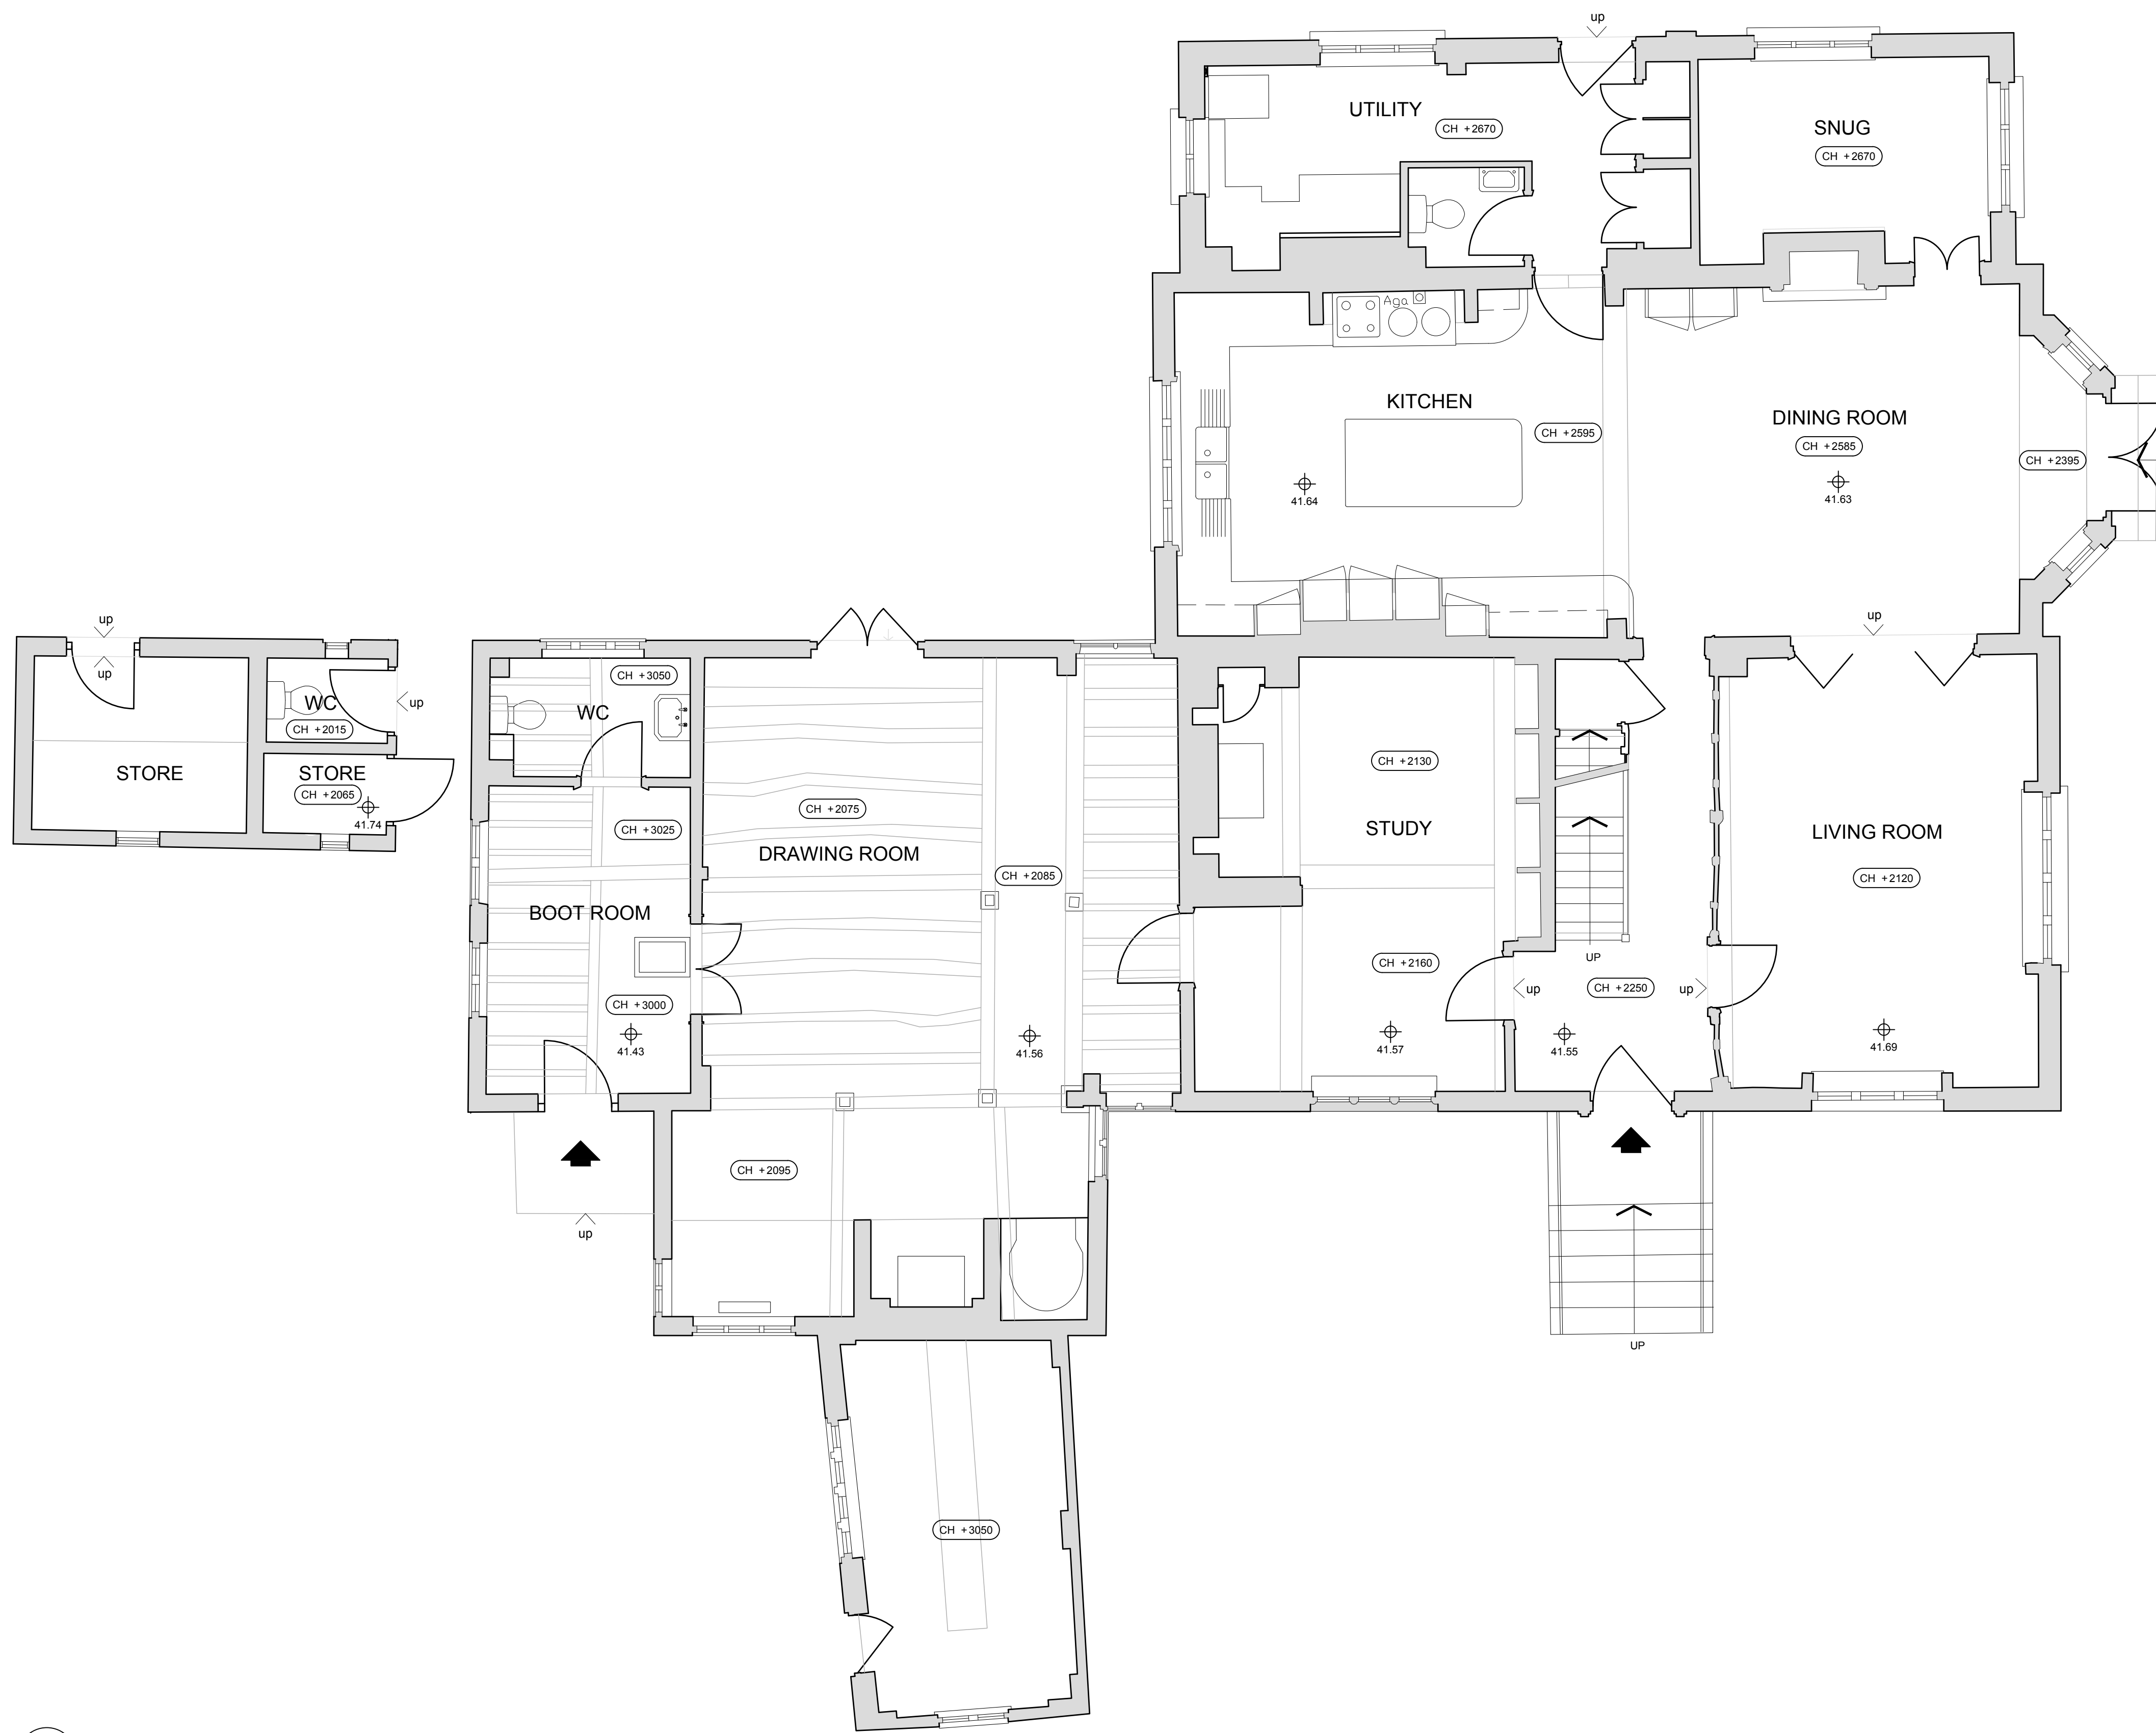 up
UTILITY
CH +2670
SNUG
CH +2670
Aga
KITCHEN
CH +2595
DINING ROOM
CH +2585
CH +2395
41.64
41.63
up
up
up
WC
CH +2015
up
STORE
STORE
CH +2065
41.74
CH +3050
WC
CH +3025
BOOT ROOM
CH +3000
41.43
CH +2075
DRAWING ROOM
CH +2085
41.56
CH +2130
STUDY
CH +2160
41.57
UP
up
CH +2250
up
41.55
LIVING ROOM
CH +2120
41.69
CH +2095
up
UP
CH +3050